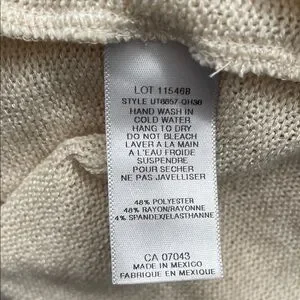 LOT 11546B
STYLE UT6857-QH30
HAND WASH IN
COLD WATER
HANG TO DRY
DO NOT BLEACH
LAVER A LA MAIN
A L'EAU FROIDE
SUSPENDRE
POUR SECHER
NE PAS JAVELLISER
48% POLYESTER
48% RAYON/RAYONNE
4% SPANDEX/ELASTHANNE
CA 07043
MADE IN MEXICO
FABRIQUE EN MEXIQUE